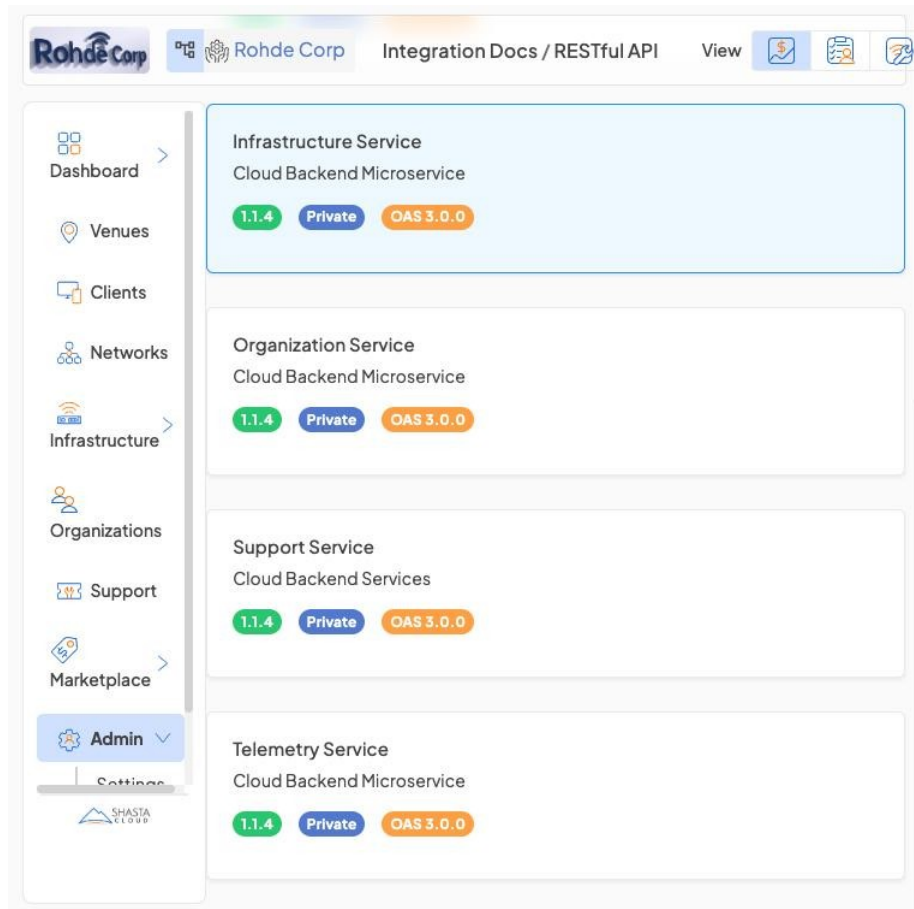 Rohde Corp
Rohde Corp
Integration Docs / RESTful API
View
Dashboard
Venues
Clients
Networks
Infrastructure
Organizations
Support
Marketplace
Admin
Settings
SHASTA
CLOUD
Infrastructure Service
Cloud Backend Microservice
1.1.4 Private OAS 3.0.0
Organization Service
Cloud Backend Microservice
1.1.4 Private OAS 3.0.0
Support Service
Cloud Backend Services
1.1.4 Private OAS 3.0.0
Telemetry Service
Cloud Backend Microservice
1.1.4 Private OAS 3.0.0